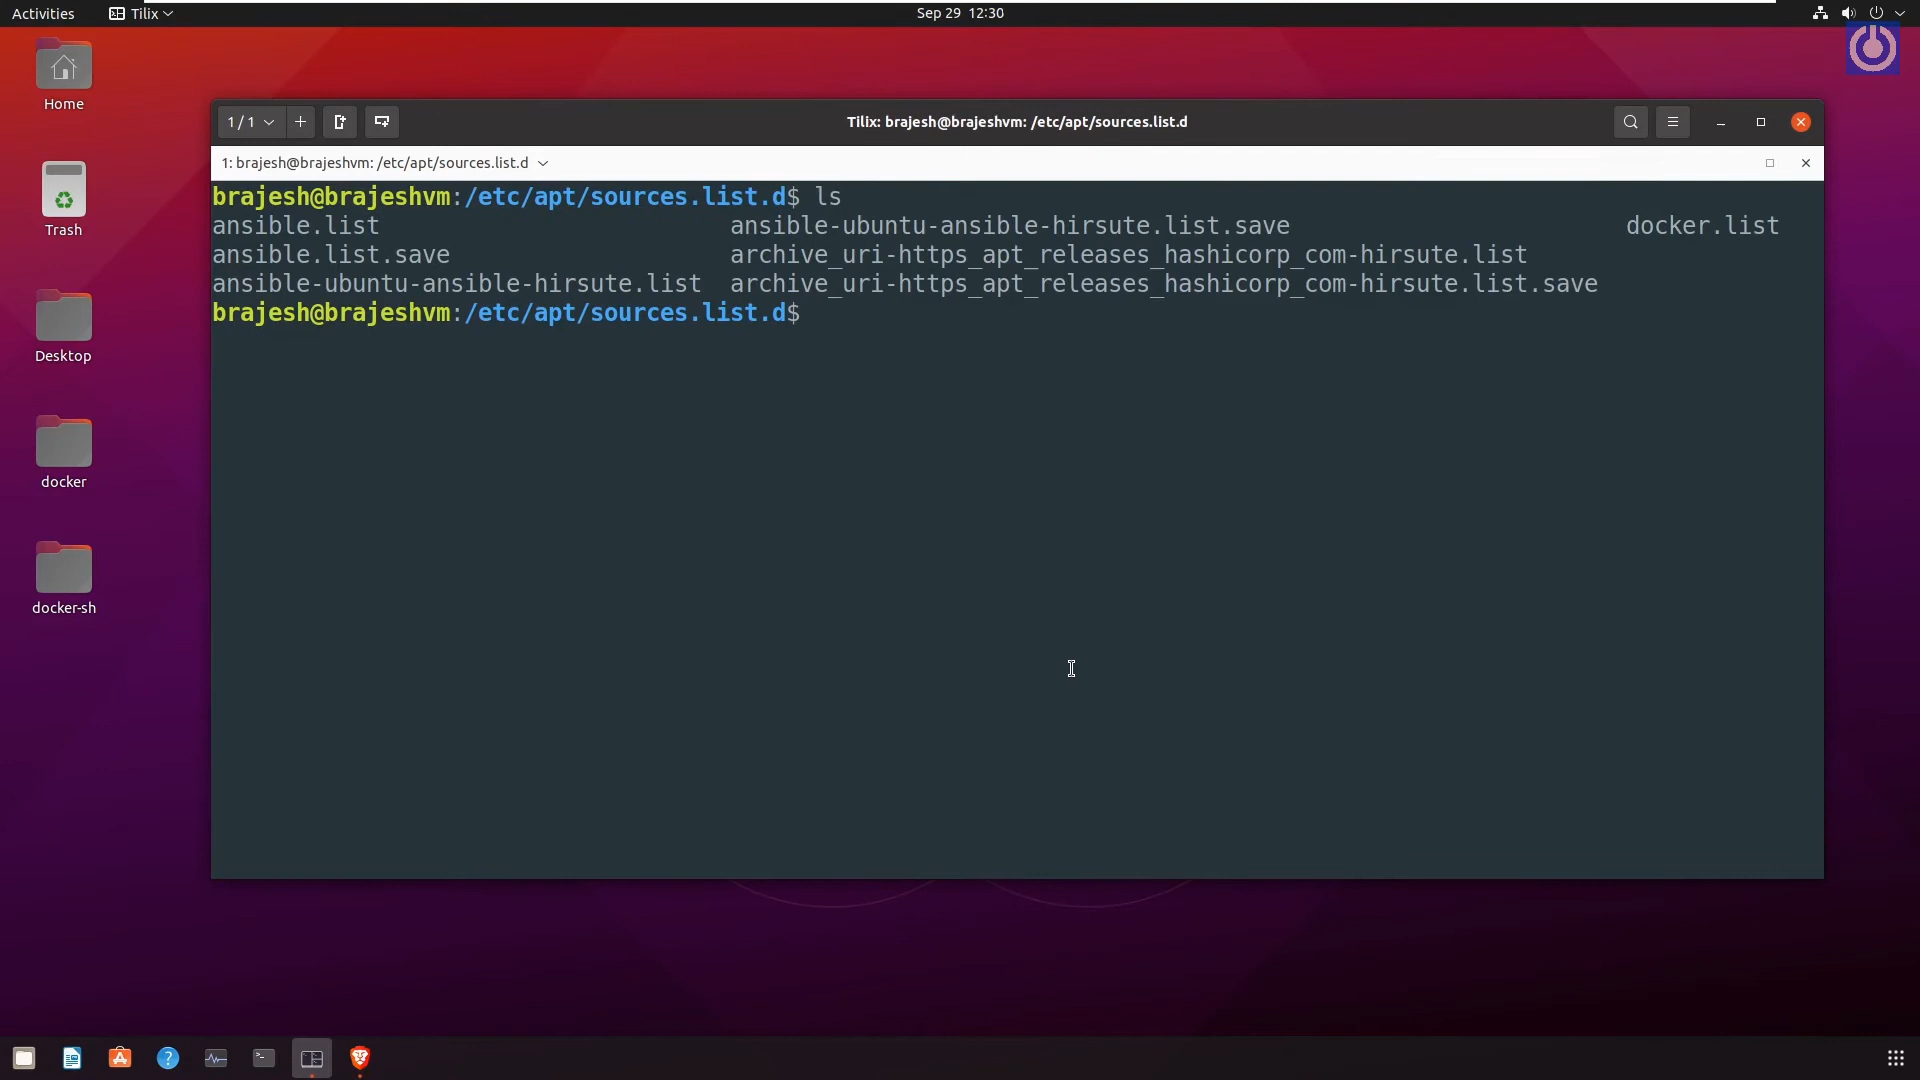 Activities
Tilix
Sep 29 12:30
Home
Trash
Desktop
docker
docker-sh
1 / 1
Tilix: brajesh@brajeshvm: /etc/apt/sources.list.d
1: brajesh@brajeshvm: /etc/apt/sources.list.d
brajesh@brajeshvm:/etc/apt/sources.list.d$ ls
ansible.list ansible-ubuntu-ansible-hirsute.list.save docker.list
ansible.list.save archive_uri-https_apt_releases_hashicorp_com-hirsute.list
ansible-ubuntu-ansible-hirsute.list archive_uri-https_apt_releases_hashicorp_com-hirsute.list.save
brajesh@brajeshvm:/etc/apt/sources.list.d$